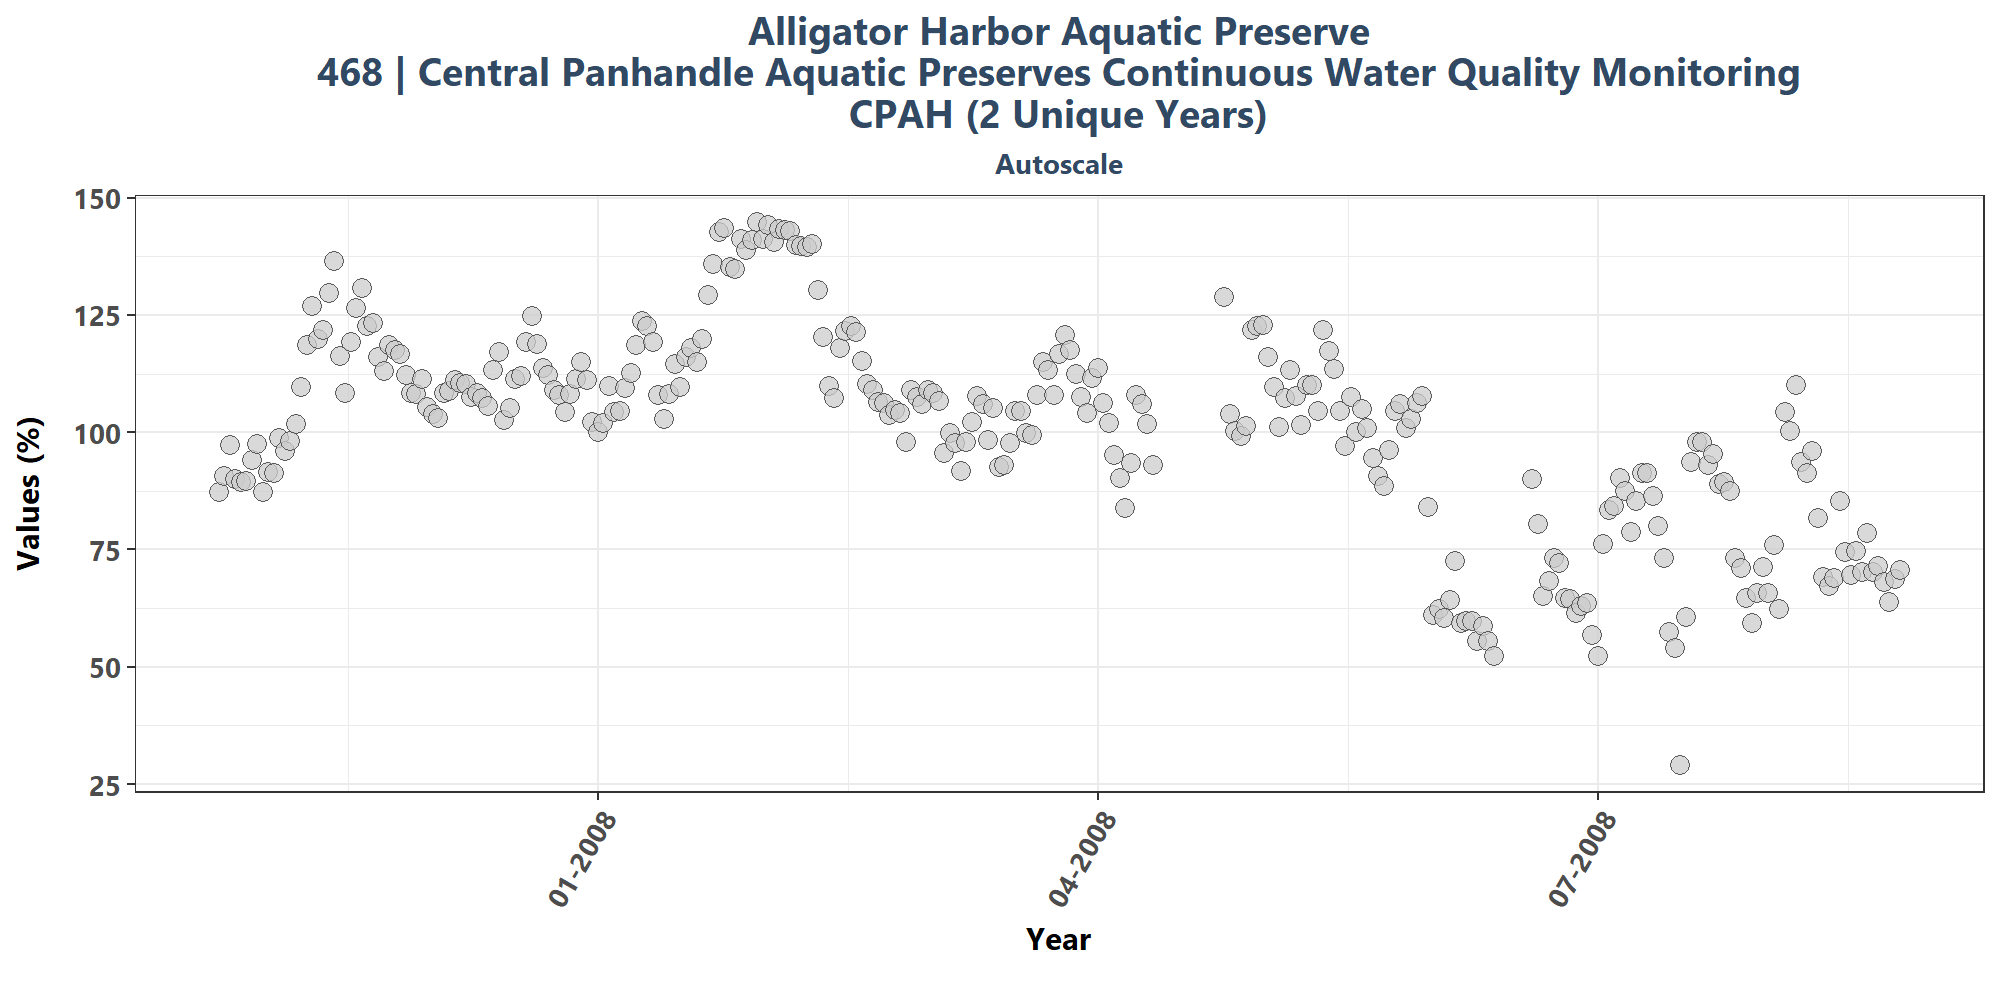 Alligator Harbor Aquatic Preserve
468 | Central Panhandle Aquatic Preserves Continuous Water Quality Monitoring
CPAH (2 Unique Years)
Autoscale
150
125
100
75
50
25
Values (%)
01-2008
04-2008
07-2008
Year